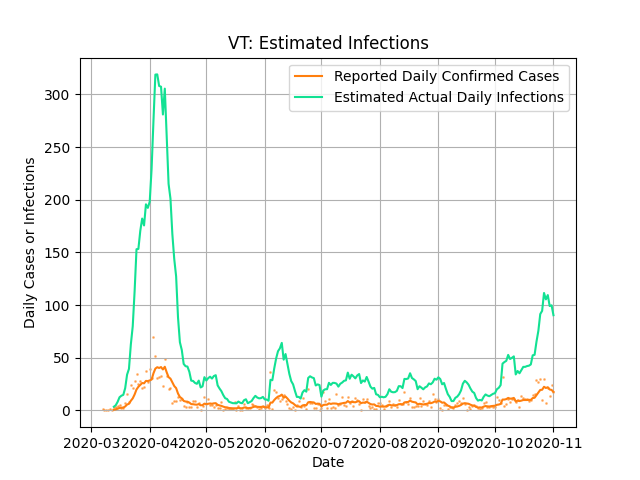 VT: Estimated Infections
Reported Daily Confirmed Cases
Estimated Actual Daily Infections
Daily Cases or Infections
300
250
200
150
100
50
0
2020-03 2020-04 2020-05 2020-06 2020-07 2020-08 2020-09 2020-10 2020-11
Date